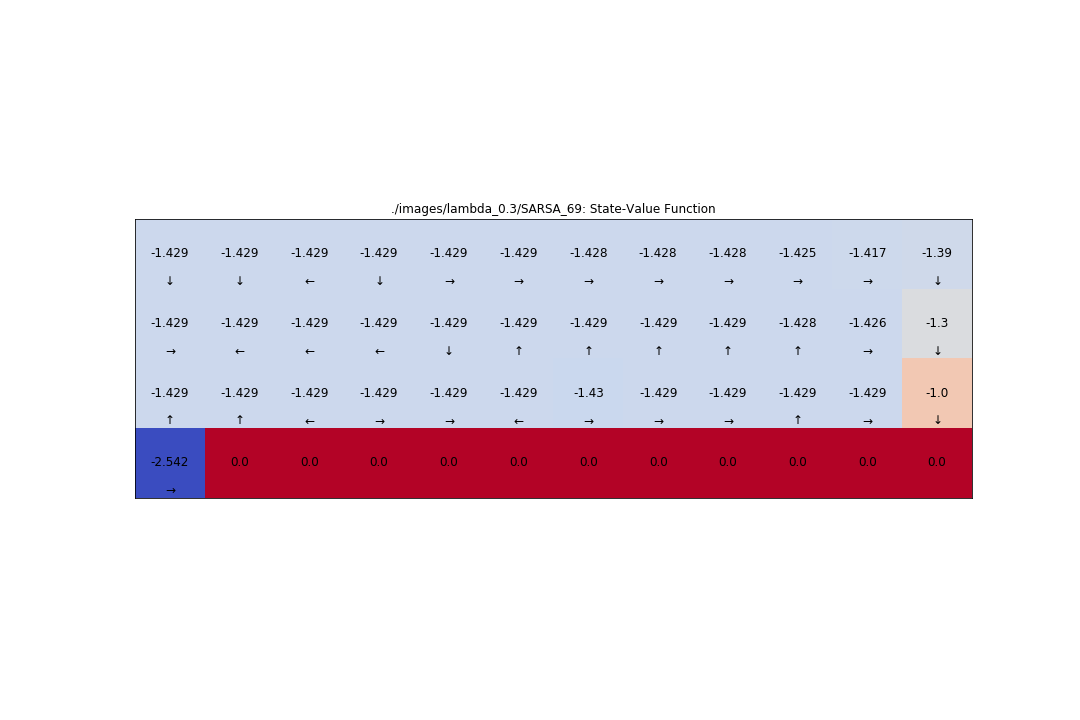 ./images/lambda_0.3/SARSA_69: State-Value Function
-1.429 -1.429 -1.429 -1.429 -1.429 -1.429 -1.428 -1.428 -1.428 -1.425 -1.417 -1.39
↓ ↓ ← ↓ → → → → → → → ↓
-1.429 -1.429 -1.429 -1.429 -1.429 -1.429 -1.429 -1.429 -1.429 -1.428 -1.426 -1.3
→ ← ← ← ↓ ↑ ↑ ↑ ↑ ↑ → ↓
-1.429 -1.429 -1.429 -1.429 -1.429 -1.429 -1.43 -1.429 -1.429 -1.429 -1.429 -1.0
↑ ↑ ← → → ← → → → ↑ → ↓
-2.542 0.0 0.0 0.0 0.0 0.0 0.0 0.0 0.0 0.0 0.0 0.0
→